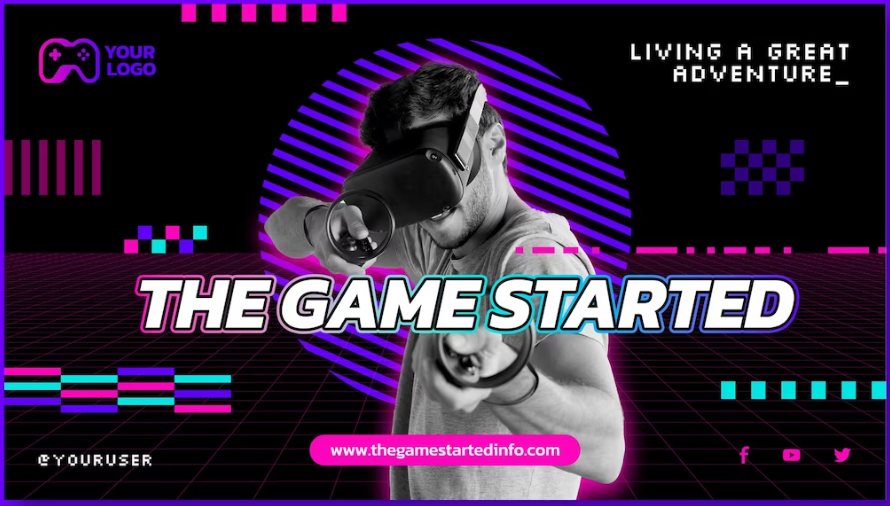 YOUR
LOGO
LIVING A GREAT
ADVENTURE_
THE GAME STARTED
@YOURUSER
www.thegamestartedinfo.com